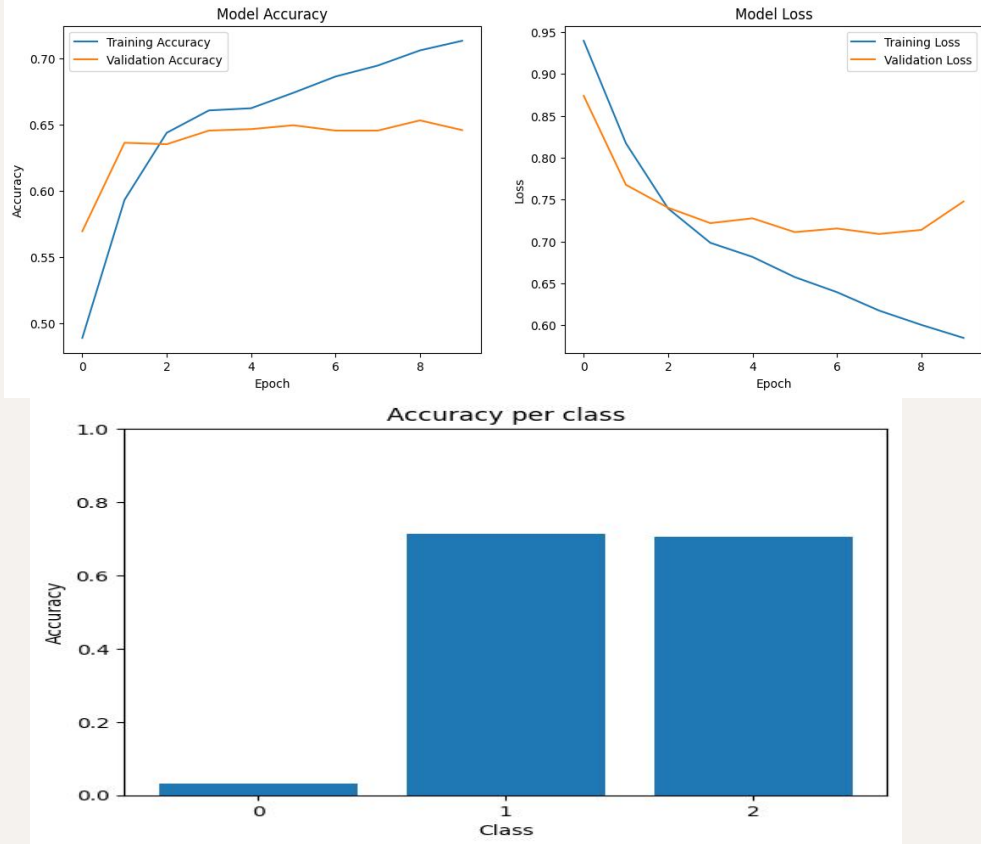 Model Accuracy
Training Accuracy
Validation Accuracy
0.70
0.65
0.60
0.55
0.50
Accuracy
0 2 4 6 8
Epoch
Model Loss
Training Loss
Validation Loss
0.95
0.90
0.85
0.80
0.75
0.70
0.65
0.60
Loss
0 2 4 6 8
Epoch
Accuracy per class
1.0
0.8
0.6
0.4
0.2
0.0
Accuracy
0 1 2
Class